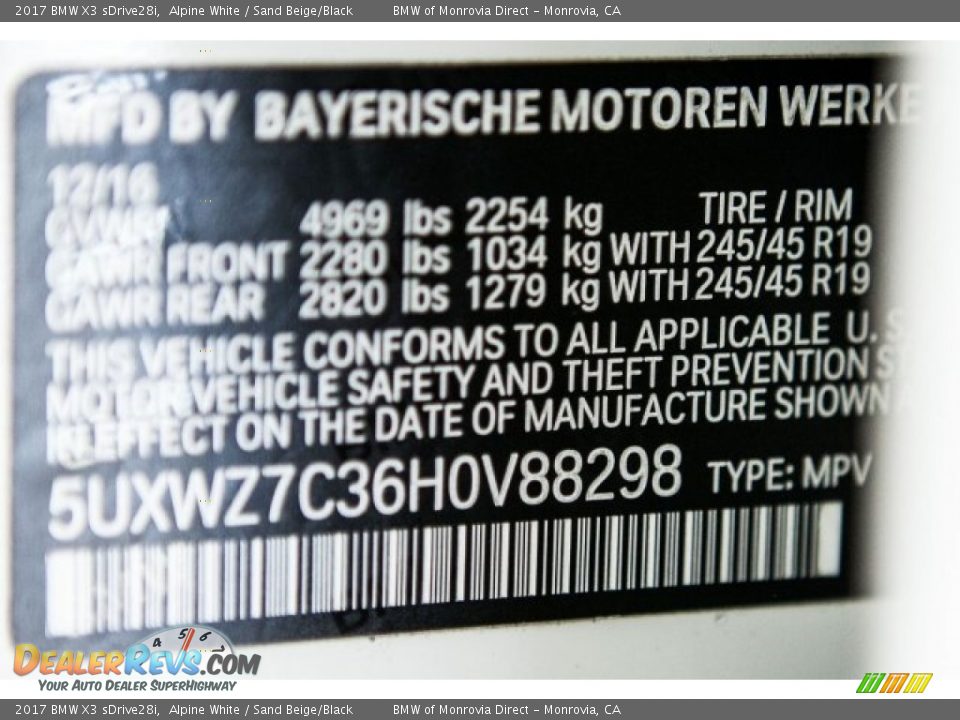 2017 BMW X3 sDrive28i,  Alpine White / Sand Beige/Black     BMW of Monrovia Direct - Monrovia, CA
MFD BY BAYERISCHE MOTOREN WERKE
12/16
GVWR 4969 lbs 2254 kg TIRE / RIM
GAWR FRONT 2280 lbs 1034 kg WITH 245/45 R19
GAWR REAR 2820 lbs 1279 kg WITH 245/45 R19
THIS VEHICLE CONFORMS TO ALL APPLICABLE U.S
MOTOR VEHICLE SAFETY AND THEFT PREVENTION S
IN EFFECT ON THE DATE OF MANUFACTURE SHOWN
5UXWZ7C36H0V88298 TYPE: MPV
4 5 6
DEALERREVS.COM
YOUR AUTO DEALER SUPERHIGHWAY
2017 BMW X3 sDrive28i,  Alpine White / Sand Beige/Black     BMW of Monrovia Direct - Monrovia, CA